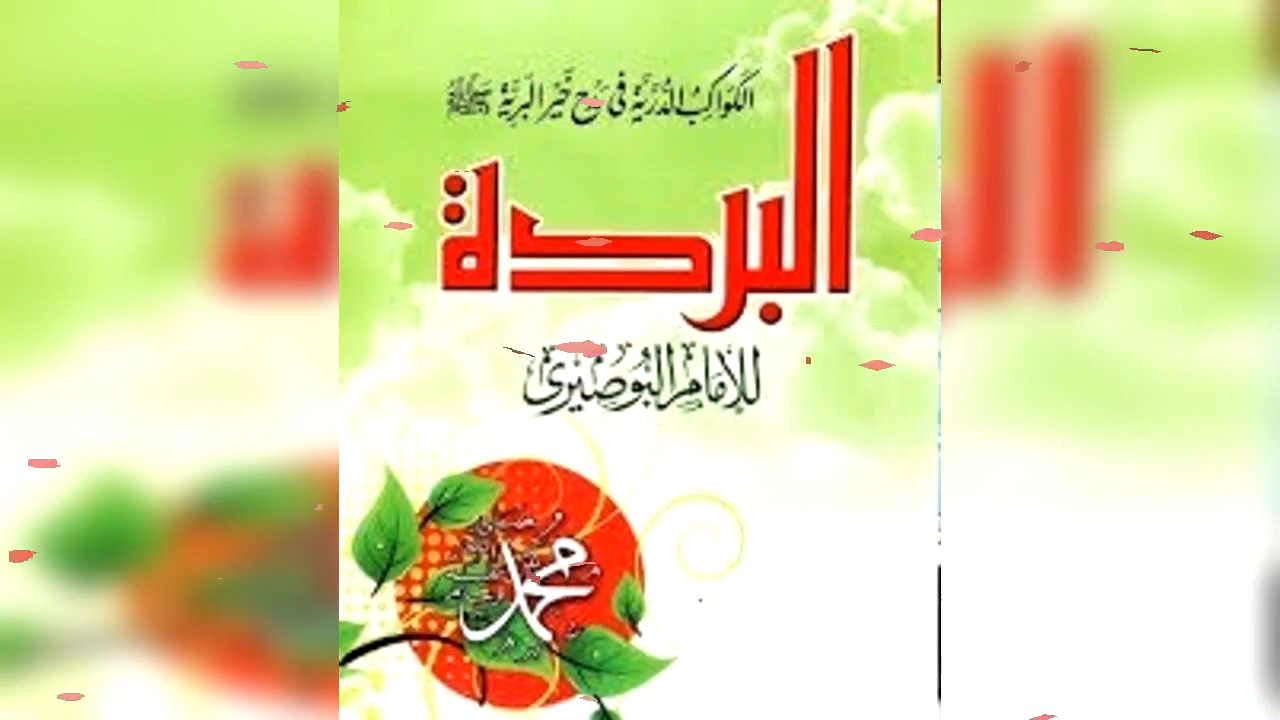 الكواكب الدرية في مدح خير البرية ﷺ
البردة
للإمام البوصيري
محمد